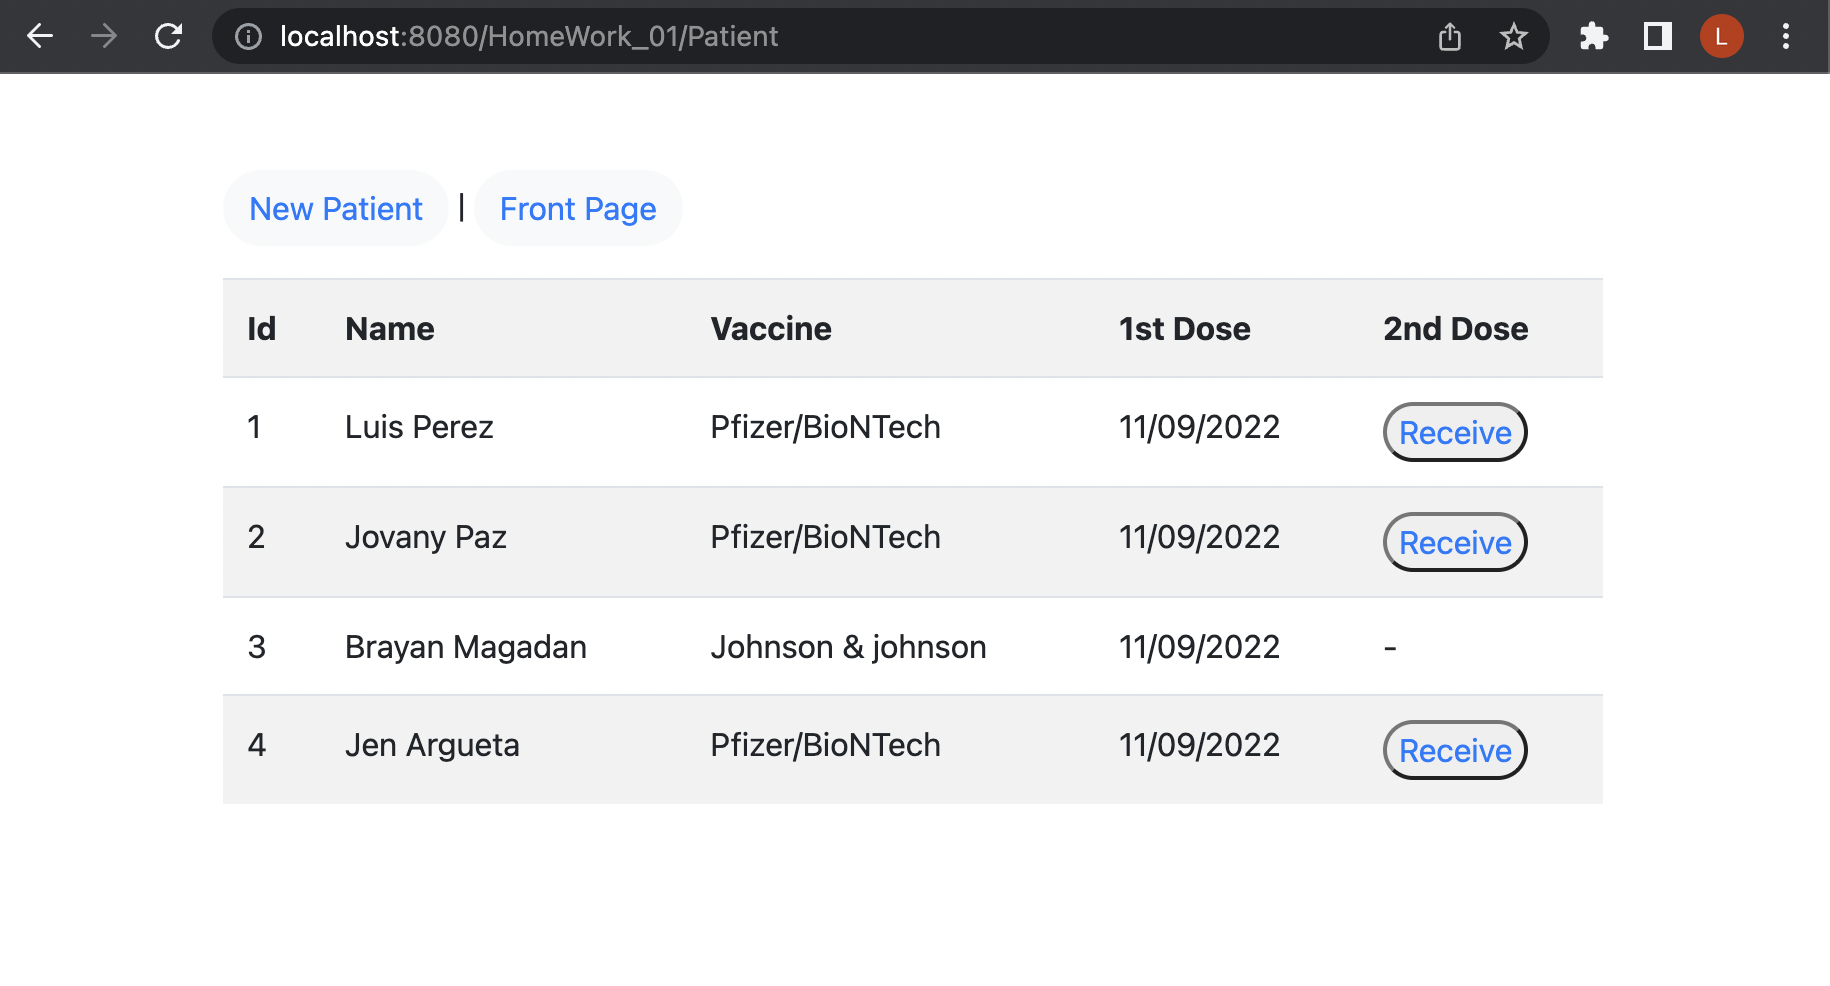 localhost:8080/HomeWork_01/Patient
L
New Patient | Front Page
Id Name Vaccine 1st Dose 2nd Dose
1 Luis Perez Pfizer/BioNTech 11/09/2022 Receive
2 Jovany Paz Pfizer/BioNTech 11/09/2022 Receive
3 Brayan Magadan Johnson & johnson 11/09/2022 -
4 Jen Argueta Pfizer/BioNTech 11/09/2022 Receive